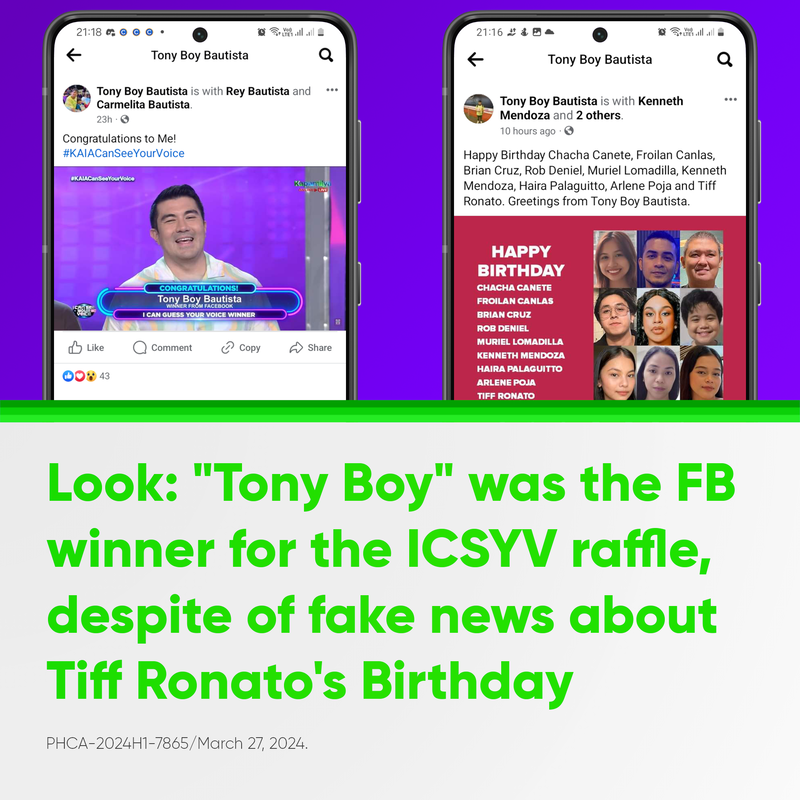 21:18
VoD
LTE1
Tony Boy Bautista
Tony Boy Bautista is with Rey Bautista and
Carmelita Bautista.
23h
Congratulations to Me!
#KAIACanSeeYourVoice
#KAIACanSeeYourVoice
CONGRATULATIONS!
Tony Boy Bautista
WINNER FROM FACEBOOK
I CAN GUESS YOUR VOICE WINNER
Like
Comment
Copy
Share
43
21:16
LTE1
Tony Boy Bautista
Tony Boy Bautista is with Kenneth
Mendoza and 2 others.
10 hours ago
Happy Birthday Chacha Canete, Froilan Canlas,
Brian Cruz, Rob Deniel, Muriel Lomadilla, Kenneth
Mendoza, Haira Palaguitto, Arlene Poja and Tiff
Ronato. Greetings from Tony Boy Bautista.
HAPPY
BIRTHDAY
CHACHA CANETE
FROILAN CANLAS
BRIAN CRUZ
ROB DENIEL
MURIEL LOMADILLA
KENNETH MENDOZA
HAIRA PALAGUITTO
ARLENE POJA
TIFF RONATO
Look: "Tony Boy" was the FB
winner for the ICSYV raffle,
despite of fake news about
Tiff Ronato's Birthday
PHCA-2024H1-7865/March 27, 2024.